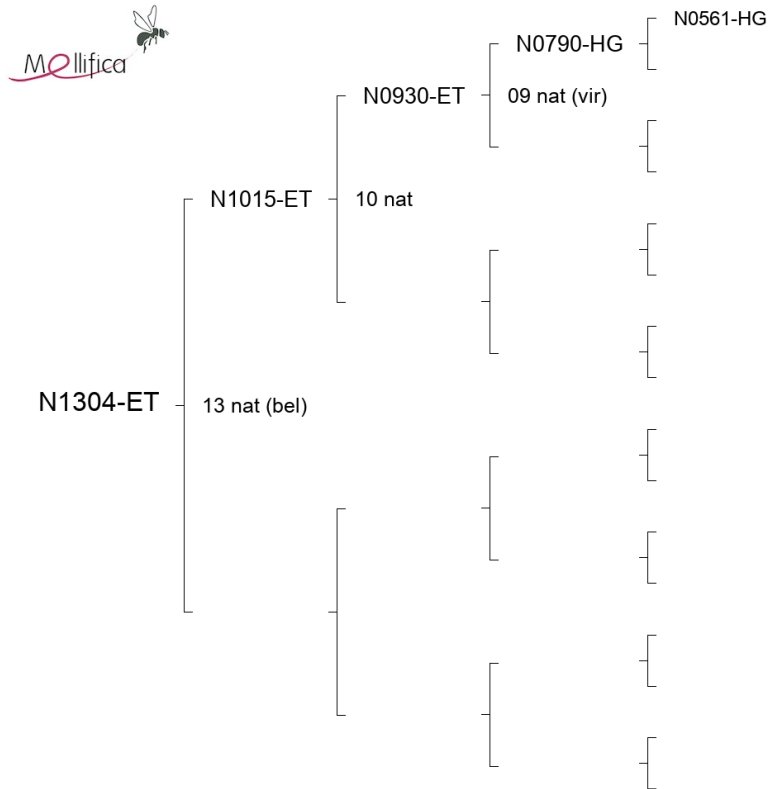 Mellifica
N0561-HG
N0790-HG
N0930-ET
09 nat (vir)
N1015-ET
10 nat
N1304-ET
13 nat (bel)